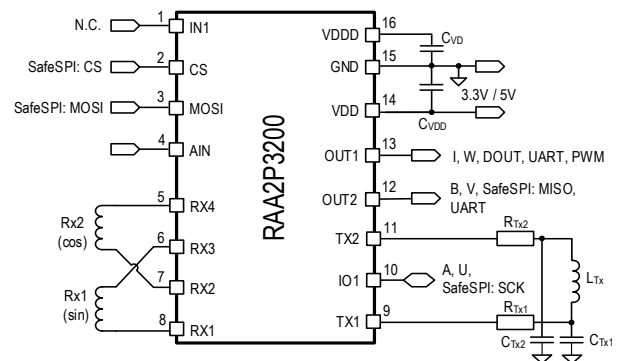 N.C.
1
IN1
SafeSPI: CS
2
CS
SafeSPI: MOSI
3
MOSI
4
AIN
5
RX4
Rx2
(cos)
6
RX3
7
RX2
Rx1
(sin)
8
RX1
RAA2P3200
16
VDDD
CVD
15
GND
3.3V / 5V
14
VDD
CVDD
13
OUT1
I, W, DOUT, UART, PWM
12
OUT2
B, V, SafeSPI: MISO,
UART
11
TX2
RTx2
10
IO1
A, U,
SafeSPI: SCK
LTx
9
TX1
RTx1
CTx2
CTx1